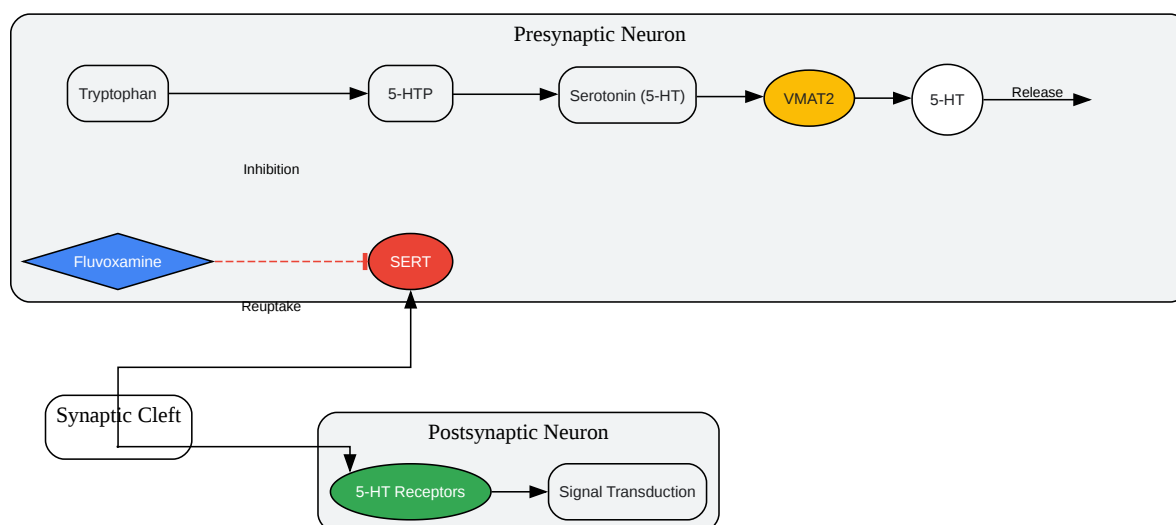 Presynaptic Neuron
Tryptophan
5-HTP
Serotonin (5-HT)
VMAT2
5-HT
Release
Inhibition
Fluvoxamine
SERT
Reuptake
Synaptic Cleft
Postsynaptic Neuron
5-HT Receptors
Signal Transduction